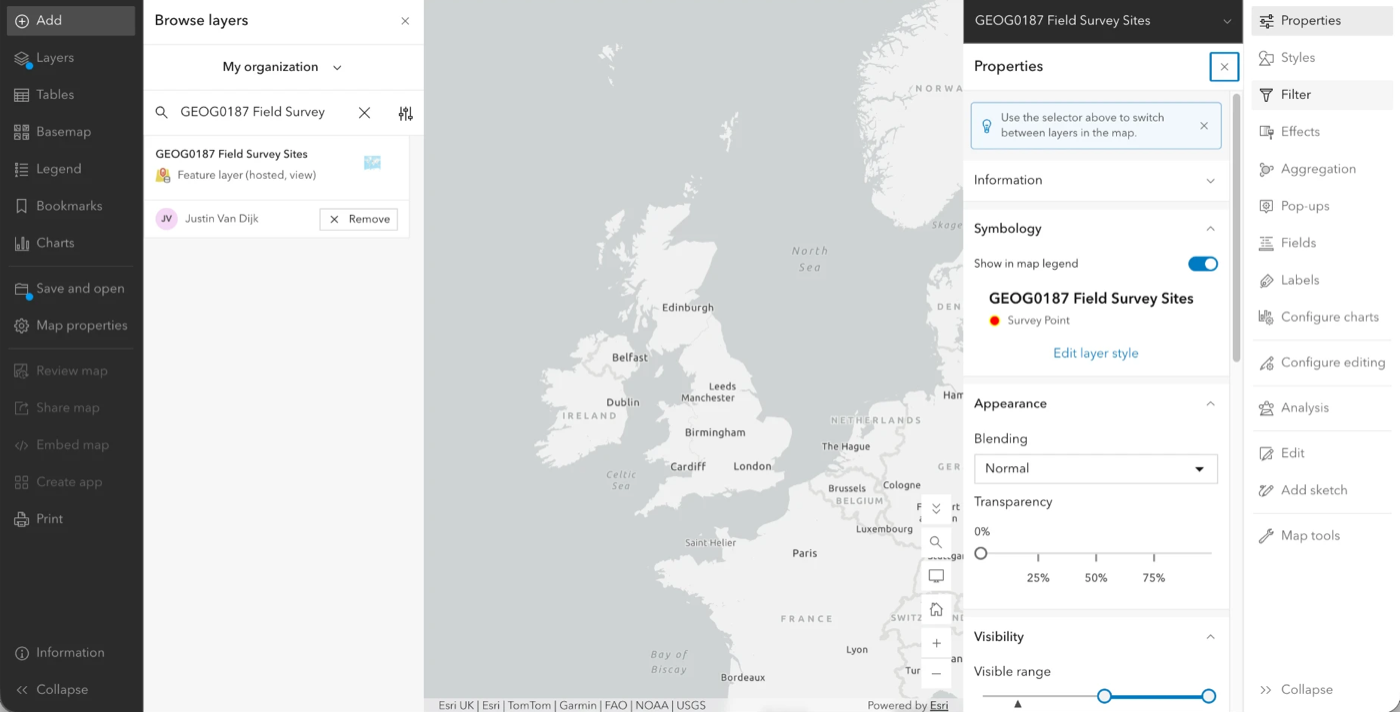 Add
Layers
Tables
Basemap
Legend
Bookmarks
Charts
Save and open
Map properties
Review map
Share map
Embed map
Create app
Print
Information
Collapse
Browse layers
My organization
GEOG0187 Field Survey
GEOG0187 Field Survey Sites
Feature layer (hosted, view)
JV Justin Van Dijk
Remove
NORWA
Skage
North
Sea
DEN
Edinburgh
Belfast
Leeds
Manchester
Dublin
IRELAND
Ham
NETHERLANDS
Birmingham
The Hague
Cardiff
London
GER
Celtic
Sea
Brussels
Cologne
BELGIUM
F
rt
n
Luxembourg
Saint Helier
Paris
FRANCE
SWITZ
Lyon
Tur
an
Bay of
Biscay
Bordeaux
Esri UK | Esri | TomTom | Garmin | FAO | NOAA | USGS
Powered by Esri
GEOG0187 Field Survey Sites
Properties
Use the selector above to switch
between layers in the map.
Information
Symbology
Show in map legend
GEOG0187 Field Survey Sites
Survey Point
Edit layer style
Appearance
Blending
Normal
Transparency
0%
25% 50% 75%
Visibility
Visible range
Properties
Styles
Filter
Effects
Aggregation
Pop-ups
Fields
Labels
Configure charts
Configure editing
Analysis
Edit
Add sketch
Map tools
Collapse